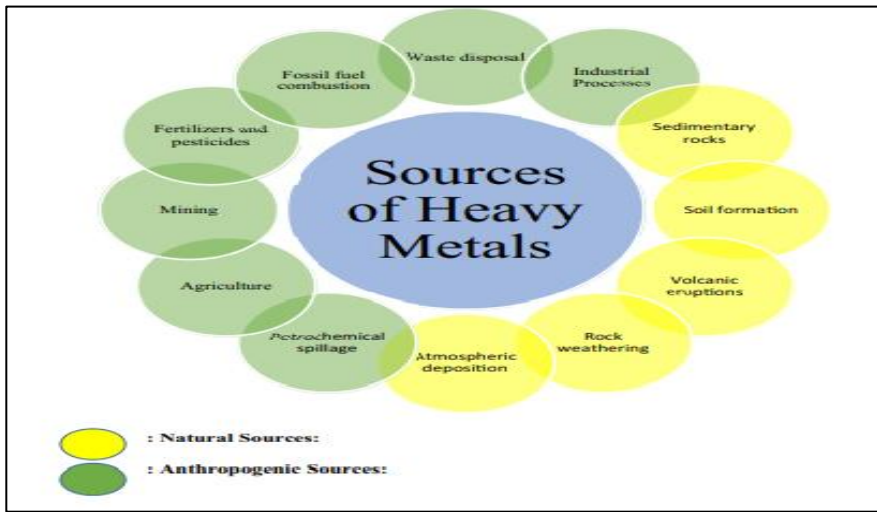 Sources
of Heavy
Metals
Waste disposal
Industrial
Processes
Sedimentary
rocks
Soil formation
Volcanic
eruptions
Rock
weathering
Atmospheric
deposition
Petrochemical
spillage
Agriculture
Mining
Fertilizers and
pesticides
Fossil fuel
combustion
: Natural Sources:
: Anthropogenic Sources: